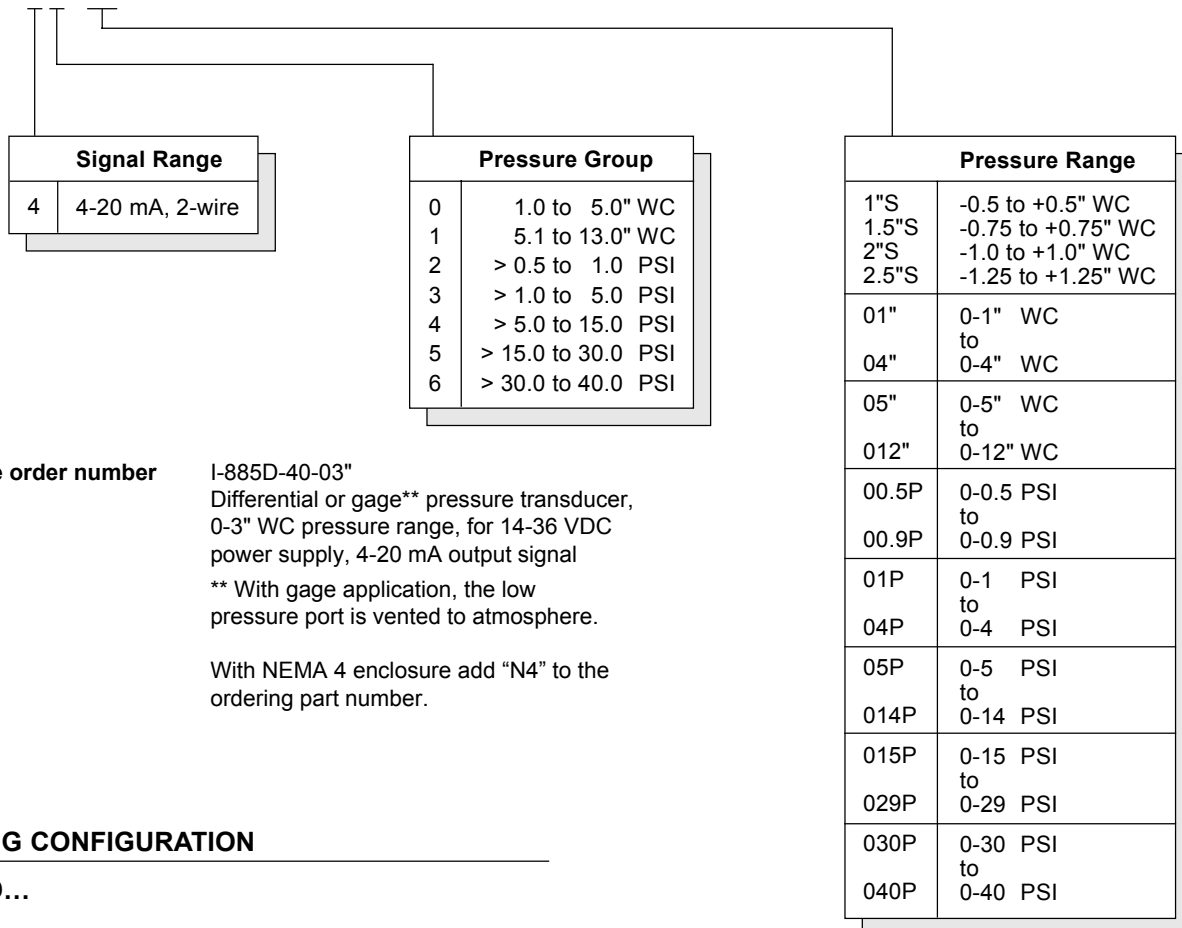 Signal Range
4 4-20 mA, 2-wire
Pressure Group
0 1.0 to 5.0" WC
1 5.1 to 13.0" WC
2 > 0.5 to 1.0 PSI
3 > 1.0 to 5.0 PSI
4 > 5.0 to 15.0 PSI
5 > 15.0 to 30.0 PSI
6 > 30.0 to 40.0 PSI
Pressure Range
1"S -0.5 to +0.5" WC
1.5"S -0.75 to +0.75" WC
2"S -1.0 to +1.0" WC
2.5"S -1.25 to +1.25" WC
01" 0-1" WC
to
04" 0-4" WC
05" 0-5" WC
to
012" 0-12" WC
00.5P 0-0.5 PSI
to
00.9P 0-0.9 PSI
01P 0-1 PSI
to
04P 0-4 PSI
05P 0-5 PSI
to
014P 0-14 PSI
015P 0-15 PSI
to
029P 0-29 PSI
030P 0-30 PSI
to
040P 0-40 PSI
order number I-885D-40-03"
Differential or gage** pressure transducer,
0-3" WC pressure range, for 14-36 VDC
power supply, 4-20 mA output signal
** With gage application, the low
pressure port is vented to atmosphere.
With NEMA 4 enclosure add “N4” to the
ordering part number.
G CONFIGURATION